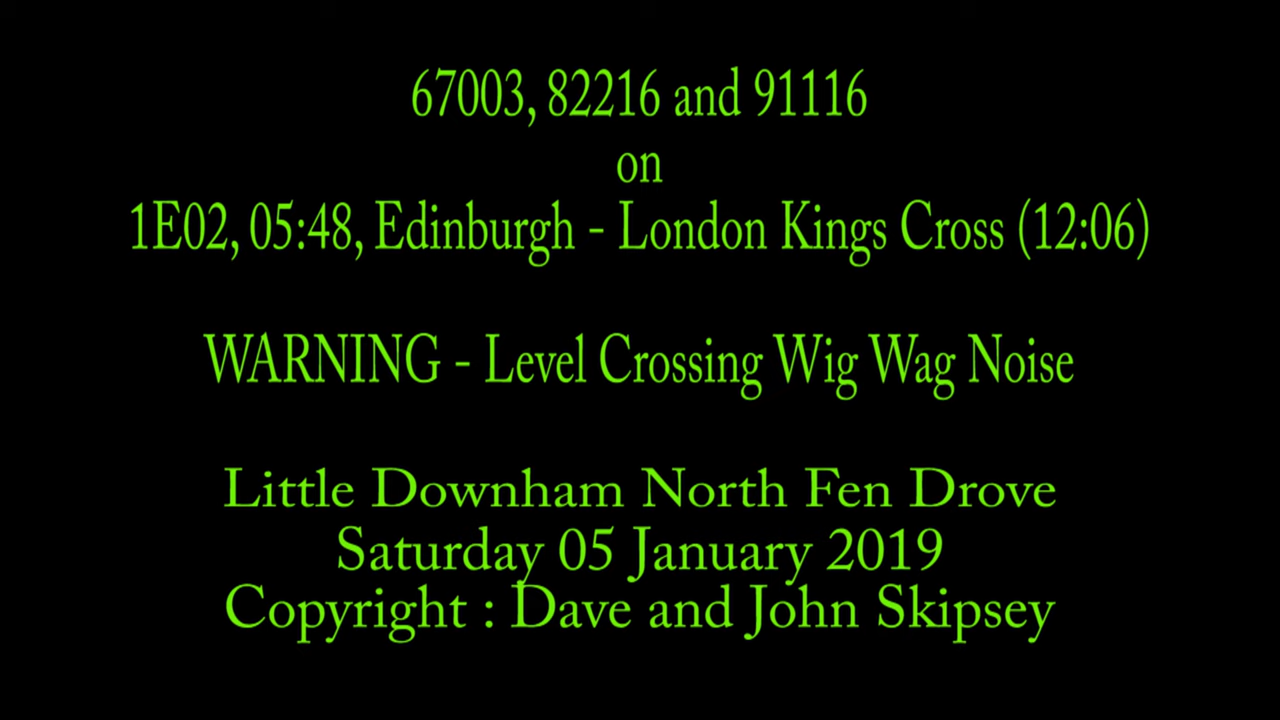 67003, 82216 and 91116
on
1E02, 05:48, Edinburgh - London Kings Cross (12:06)
WARNING - Level Crossing Wig Wag Noise
Little Downham North Fen Drove
Saturday 05 January 2019
Copyright : Dave and John Skipsey